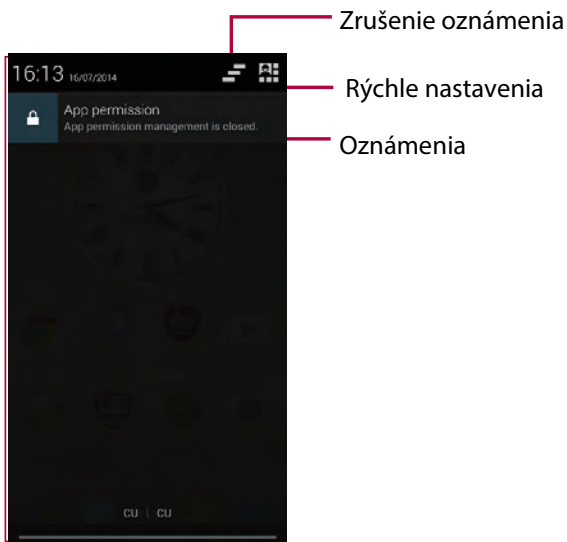 Zrušenie oznámenia
16:13 16/07/2014
Rýchle nastavenia
App permission
App permission management is closed.
Oznámenia
CU | CU